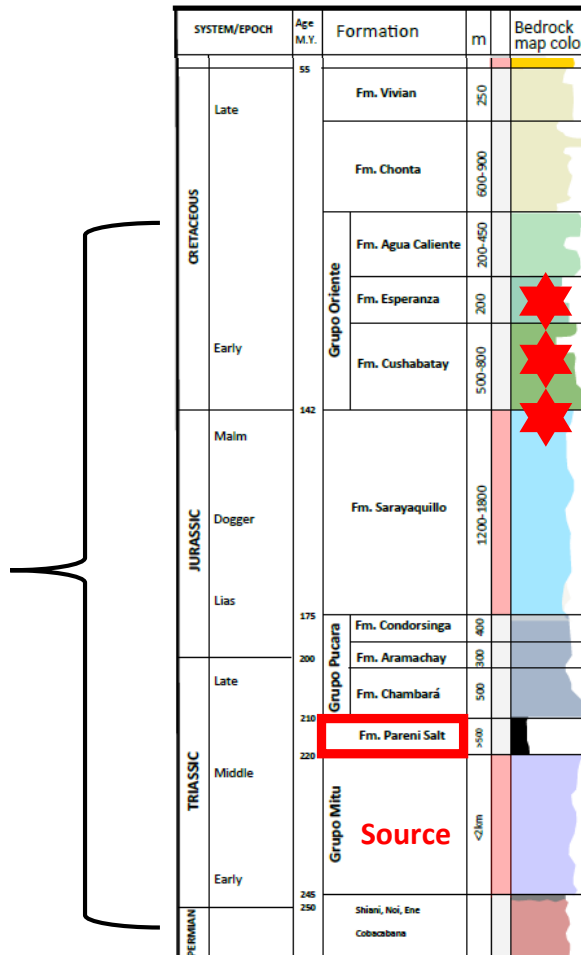 SYSTEM/EPOCH
Age
M.Y.
Formation
m
Bedrock
map colo
55
CRETACEOUS
Late
Early
Fm. Vivian
250
Fm. Chonta
600-900
Grupo Oriente
Fm. Agua Caliente
200-450
Fm. Esperanza
200
Fm. Cushabatay
500-800
142
JURASSIC
Malm
Dogger
Lias
Fm. Sarayaquillo
1200-1800
175
Grupo Pucara
Fm. Condorsinga
400
200
Fm. Aramachay
300
TRIASSIC
Late
Middle
Early
Fm. Chambará
500
210
Fm. Pareni Salt
>500
220
Grupo Mitu
Source
<2km
245
250
PERMIAN
Shiani, Noi, Ene
Cobacabana